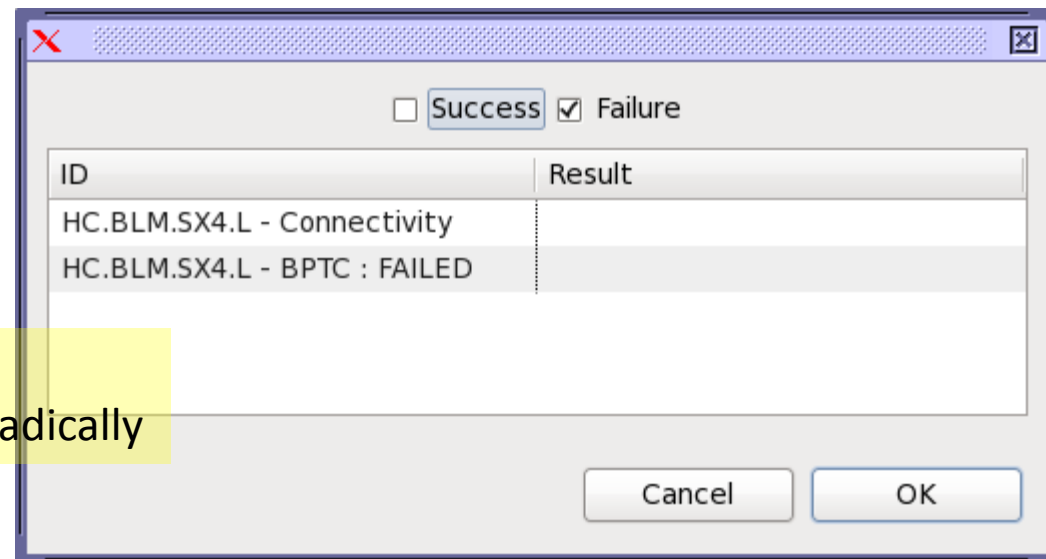 Success Failure
ID Result
HC.BLM.SX4.L - Connectivity
HC.BLM.SX4.L - BPTC : FAILED
adically
Cancel OK